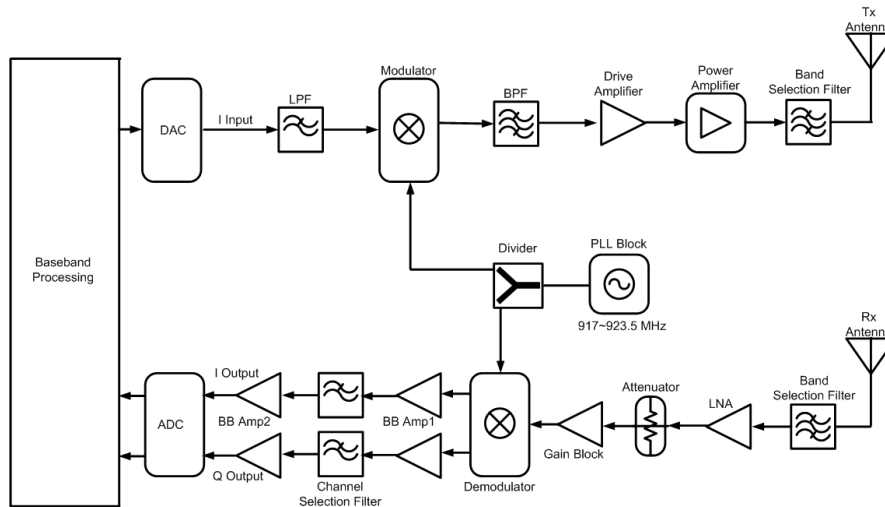 Tx
Antenna
Modulator
LPF
BPF
Drive
Amplifier
Power
Amplifier
Band
Selection Filter
DAC
I Input
Baseband
Processing
Divider
PLL Block
917~923.5 MHz
Rx
Antenna
I Output
BB Amp2
BB Amp1
Attenuator
LNA
Band
Selection Filter
ADC
Gain Block
Q Output
Channel
Selection Filter
Demodulator